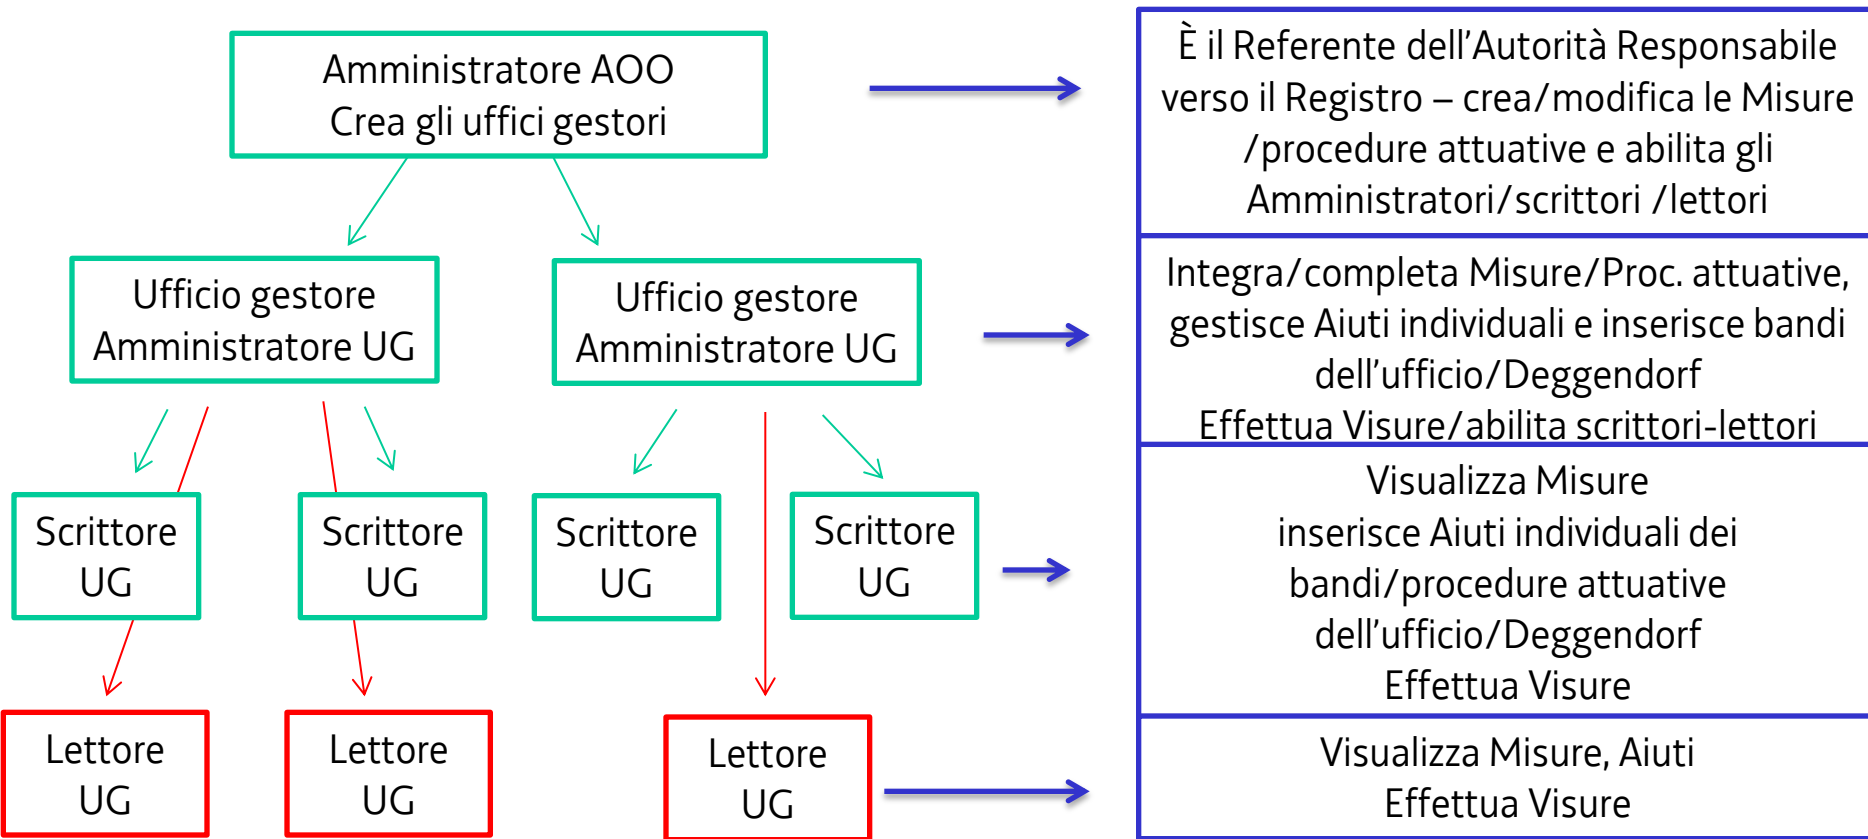 Amministratore AOO
Crea gli uffici gestori
È il Referente dell’Autorità Responsabile
verso il Registro – crea/modifica le Misure
/procedure attuative e abilita gli
Amministratori/scrittori /lettori
Ufficio gestore
Amministratore UG
Ufficio gestore
Amministratore UG
Integra/completa Misure/Proc. attuative,
gestisce Aiuti individuali e inserisce bandi
dell’ufficio/Deggendorf
Effettua Visure/abilita scrittori-lettori
Scrittore
UG
Scrittore
UG
Scrittore
UG
Scrittore
UG
Visualizza Misure
inserisce Aiuti individuali dei
bandi/procedure attuative
dell’ufficio/Deggendorf
Effettua Visure
Lettore
UG
Lettore
UG
Lettore
UG
Visualizza Misure, Aiuti
Effettua Visure